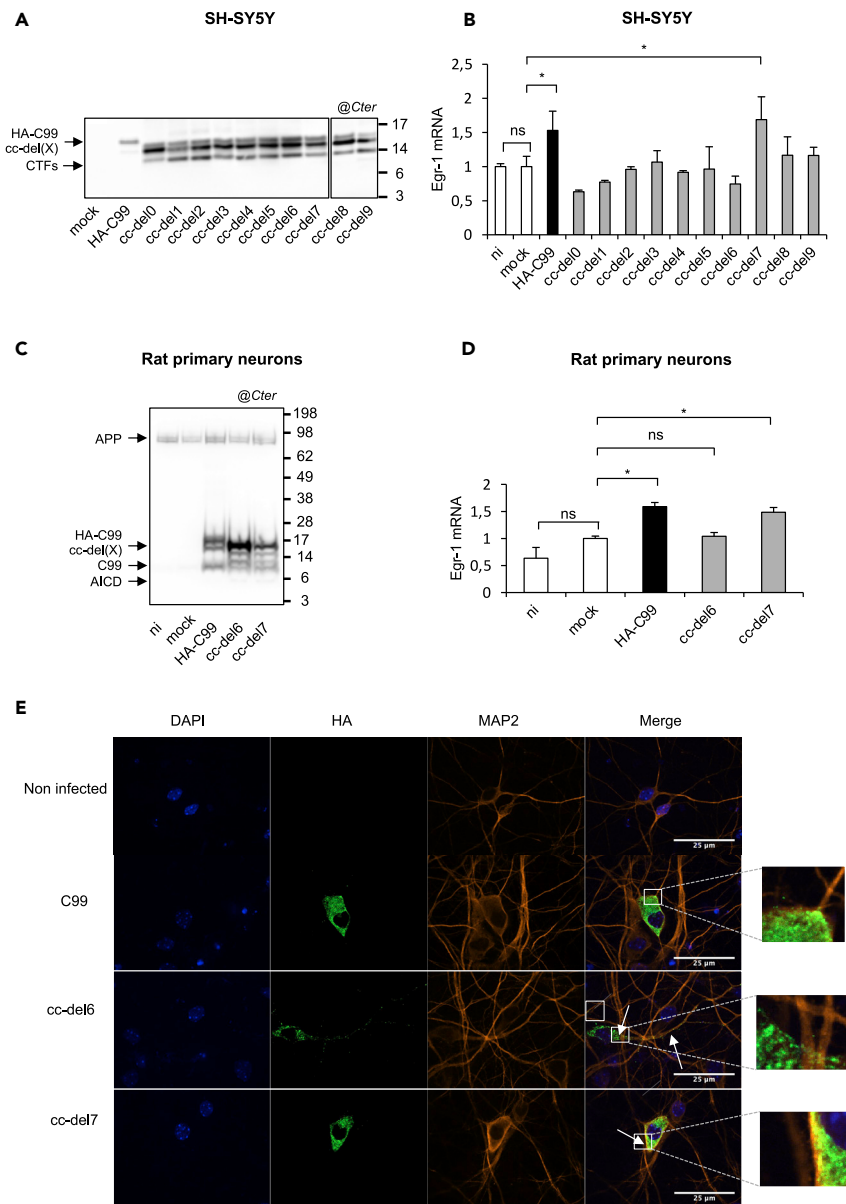 A
SH-SY5Y
@Cter
HA-C99
cc-del(X)
CTFs
17
14
6
3
mock
HA-C99
cc-del0
cc-del1
cc-del2
cc-del3
cc-del4
cc-del5
cc-del6
cc-del7
cc-del8
cc-del9
B
SH-SY5Y
Egr-1 mRNA
2,5
2
1,5
1
0,5
0
ns
*
*
ni
mock
HA-C99
cc-del0
cc-del1
cc-del2
cc-del3
cc-del4
cc-del5
cc-del6
cc-del7
cc-del8
cc-del9
C
Rat primary neurons
@Cter
APP
HA-C99
cc-del(X)
C99
AICD
198
98
62
49
38
28
17
14
6
3
ni
mock
HA-C99
cc-del6
cc-del7
D
Rat primary neurons
Egr-1 mRNA
2
1,5
1
0,5
0
ns
*
ns
*
ni
mock
HA-C99
cc-del6
cc-del7
E
DAPI
HA
MAP2
Merge
Non infected
25 µm
C99
25 µm
cc-del6
25 µm
cc-del7
25 µm